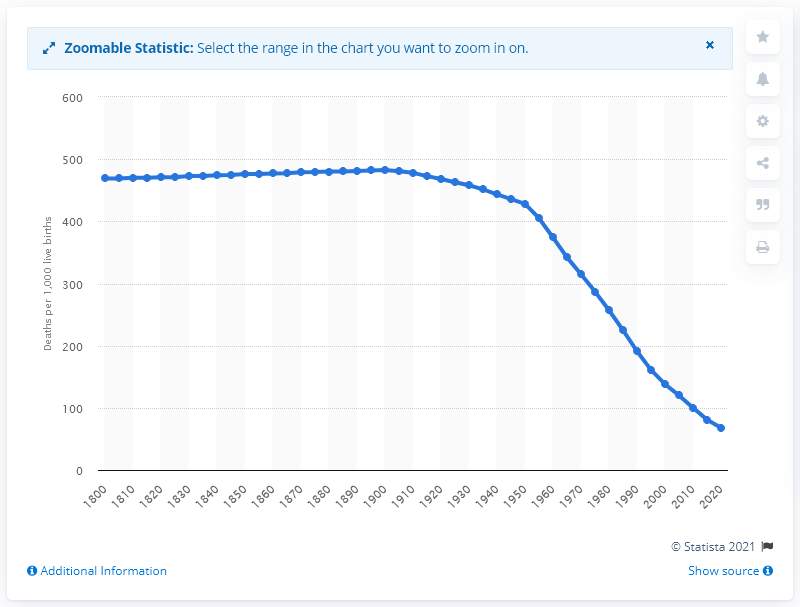 Zoomable Statistic: Select the range in the chart you want to zoom in on.
600
500
400
300
200
100
0
Deaths per 1,000 live births
1800 1810 1820 1830 1840 1850 1860 1870 1880 1890 1900 1910 1920 1930 1940 1950 1960 1970 1980 1990 2000 2010 2020
© Statista 2021
Additional Information
Show source